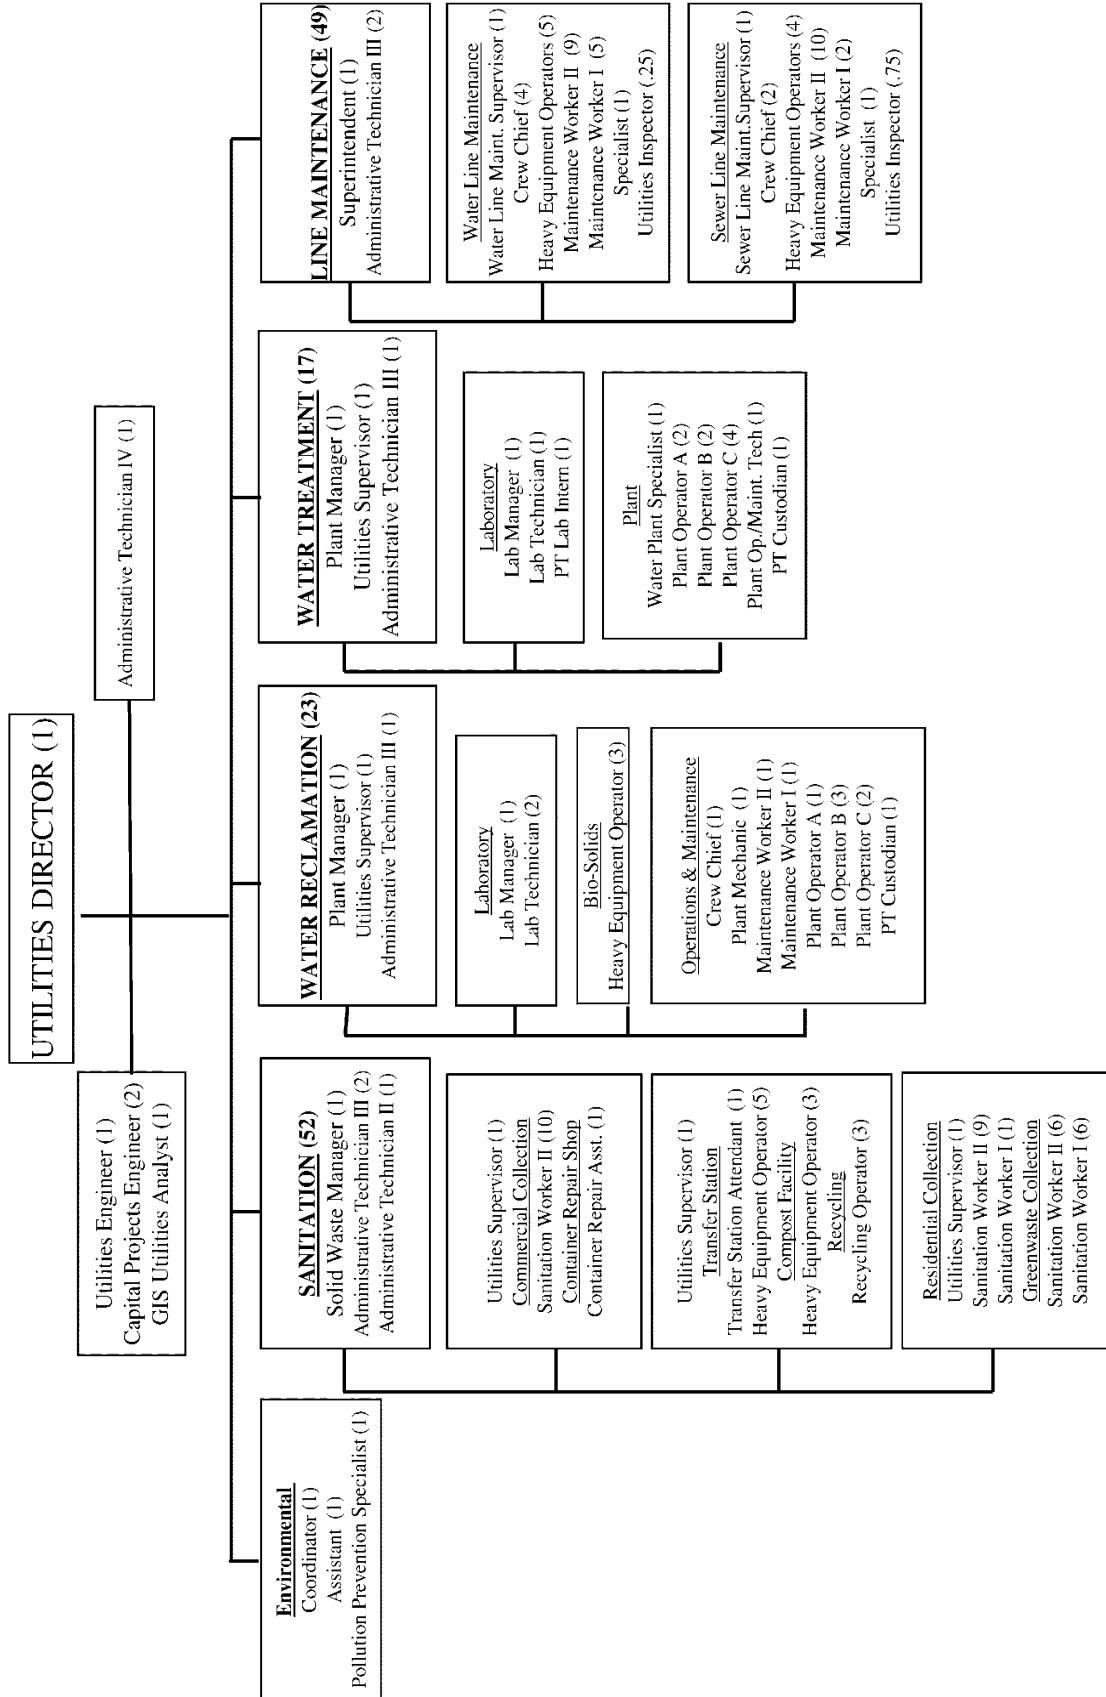 UTILITIES DIRECTOR (1)
Utilities Engineer (1)
Capital Projects Engineer (2)
GIS Utilities Analyst (1)
Administrative Technician IV (1)
Environmental
Coordinator (1)
Assistant (1)
Pollution Prevention Specialist (1)
SANITATION (52)
Solid Waste Manager (1)
Administrative Technician III (2)
Administrative Technician II (1)
Utilities Supervisor (1)
Commercial Collection
Sanitation Worker II (10)
Container Repair Shop
Container Repair Asst. (1)
Utilities Supervisor (1)
Transfer Station
Transfer Station Attendant (1)
Heavy Equipment Operator (5)
Compost Facility
Heavy Equipment Operator (3)
Recycling
Recycling Operator (3)
Residential Collection
Utilities Supervisor (1)
Sanitation Worker II (9)
Sanitation Worker I (1)
Greenwaste Collection
Sanitation Worker II (6)
Sanitation Worker I (6)
WATER RECLAMATION (23)
Plant Manager (1)
Utilities Supervisor (1)
Administrative Technician III (1)
Laboratory
Lab Manager (1)
Lab Technician (2)
Bio-Solids
Heavy Equipment Operator (3)
Operations & Maintenance
Crew Chief (1)
Plant Mechanic (1)
Maintenance Worker II (1)
Maintenance Worker I (1)
Plant Operator A (1)
Plant Operator B (3)
Plant Operator C (2)
PT Custodian (1)
WATER TREATMENT (17)
Plant Manager (1)
Utilities Supervisor (1)
Administrative Technician III (1)
Laboratory
Lab Manager (1)
Lab Technician (1)
PT Lab Intern (1)
Plant
Water Plant Specialist (1)
Plant Operator A (2)
Plant Operator B (2)
Plant Operator C (4)
Plant Op./Maint. Tech (1)
PT Custodian (1)
LINE MAINTENANCE (49)
Superintendent (1)
Administrative Technician III (2)
Water Line Maintenance
Water Line Maint. Supervisor (1)
Crew Chief (4)
Heavy Equipment Operators (5)
Maintenance Worker II (9)
Maintenance Worker I (5)
Specialist (1)
Utilities Inspector (.25)
Sewer Line Maintenance
Sewer Line Maint.Supervisor (1)
Crew Chief (2)
Heavy Equipment Operators (4)
Maintenance Worker II (10)
Maintenance Worker I (2)
Specialist (1)
Utilities Inspector (.75)